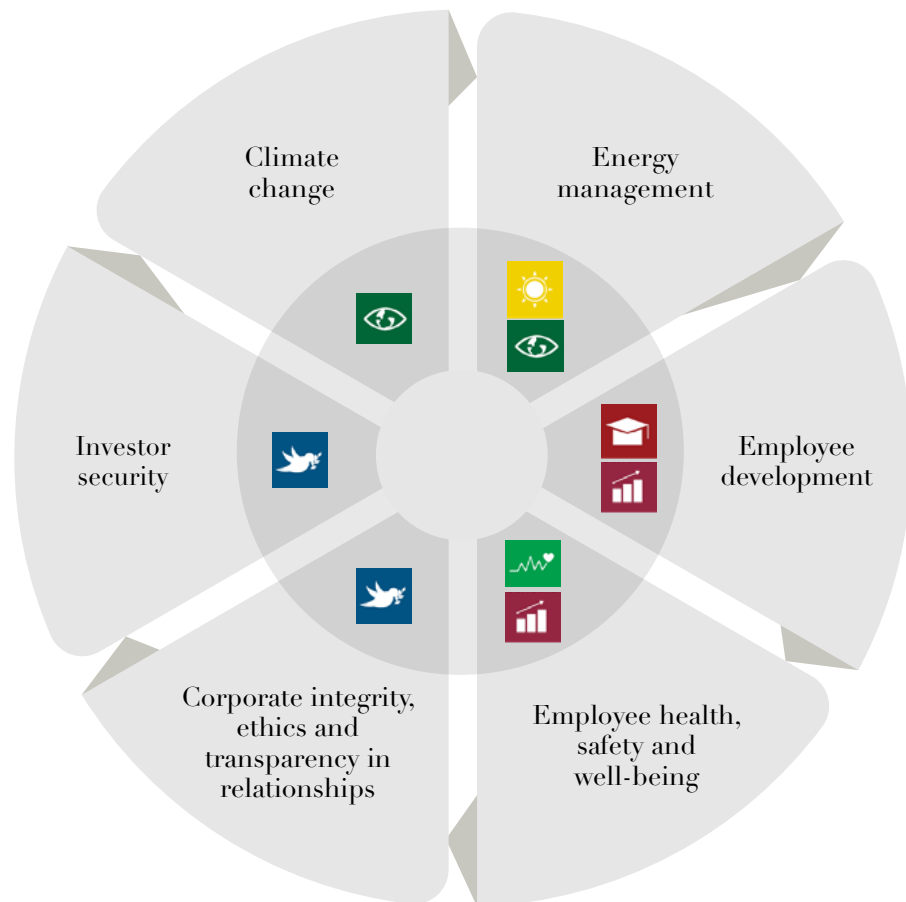 Climate
change
Energy
management
Investor
security
Employee
development
Corporate integrity,
ethics and
transparency in
relationships
Employee health,
safety and
well-being